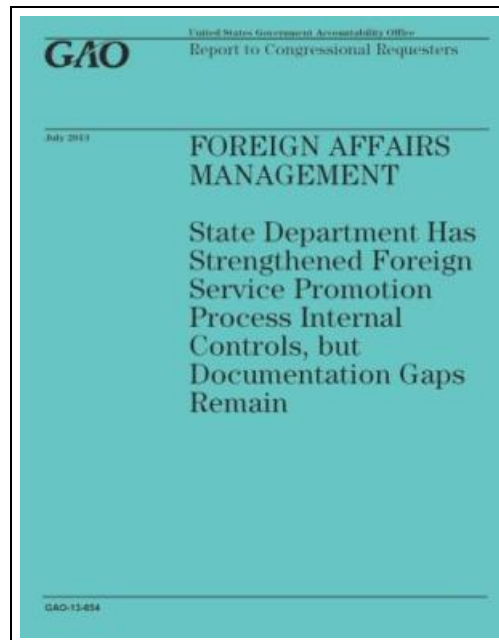 United States Government Accountability Office
GAO
Report to Congressional Requesters
July 2013
FOREIGN AFFAIRS
MANAGEMENT
State Department Has
Strengthened Foreign
Service Promotion
Process Internal
Controls, but
Documentation Gaps
Remain
GAO-13-654